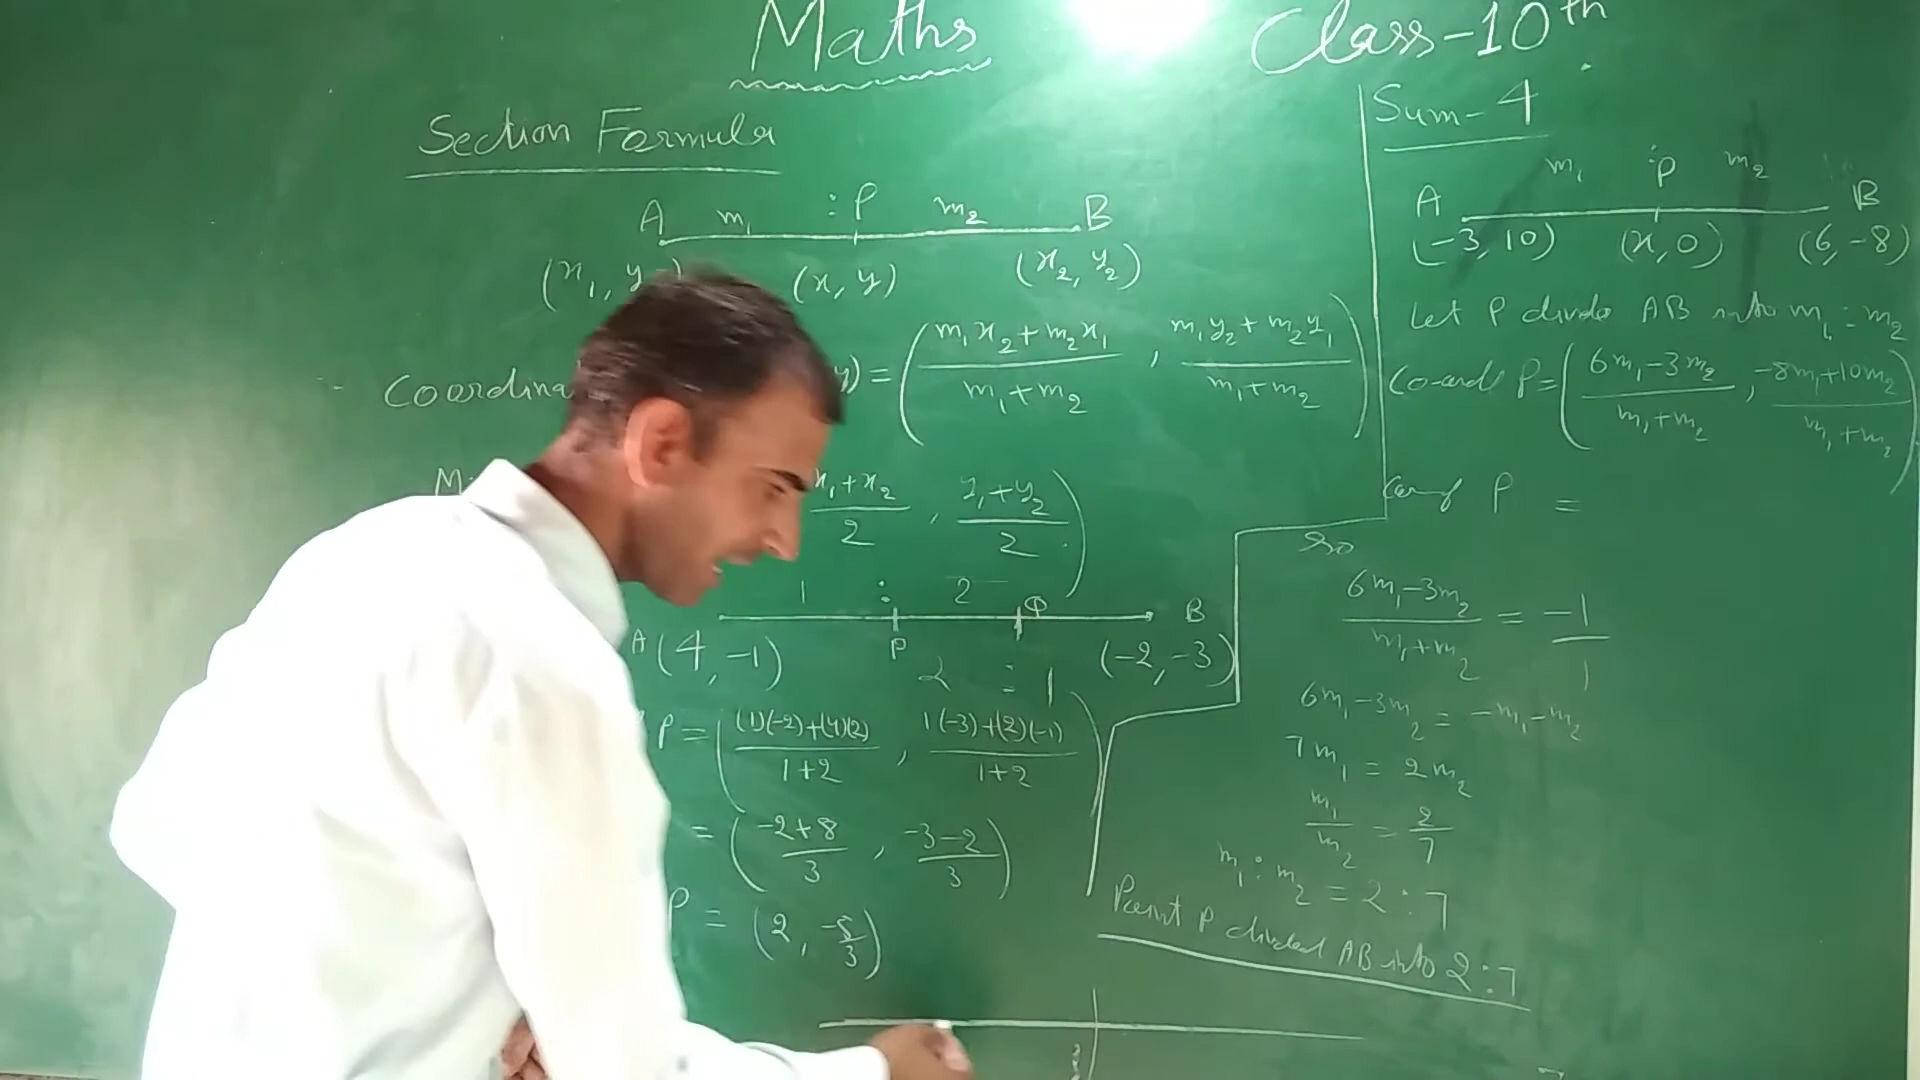 Maths
Class-10th
Section Formula
A m₁ : P m₂ B
(x₁, y (x, y) (x₂, y₂)
Coordina y) = ( (m₁x₂+m₂x₁)/(m₁+m₂) , (m₁y₂+m₂y₁)/(m₁+m₂) )
M x₁+x₂/2 , y₁+y₂/2 )
1 : 2 Q B
A (4, -1) P (-2, -3)
2 : 1
P = ( ((1)(-2)+(4)(2))/(1+2) , (1(-3)+(2)(-1))/(1+2) )
= ( (-2+8)/3 , (-3-2)/3 )
P = (2, -5/3)
Sum-4
m₁ : P m₂
A B
(-3, 10) (x, 0) (6, -8)
Let P divide AB into m₁ : m₂
Co-ord P = ( (6m₁-3m₂)/(m₁+m₂) , (-8m₁+10m₂)/(m₁+m₂) )
P =
so
(6m₁-3m₂)/(m₁+m₂) = -1/1
6m₁-3m₂ = -m₁-m₂
7m₁ = 2m₂
m₁/m₂ = 2/7
m₁ : m₂ = 2 : 7
Point P divided AB into 2 : 7